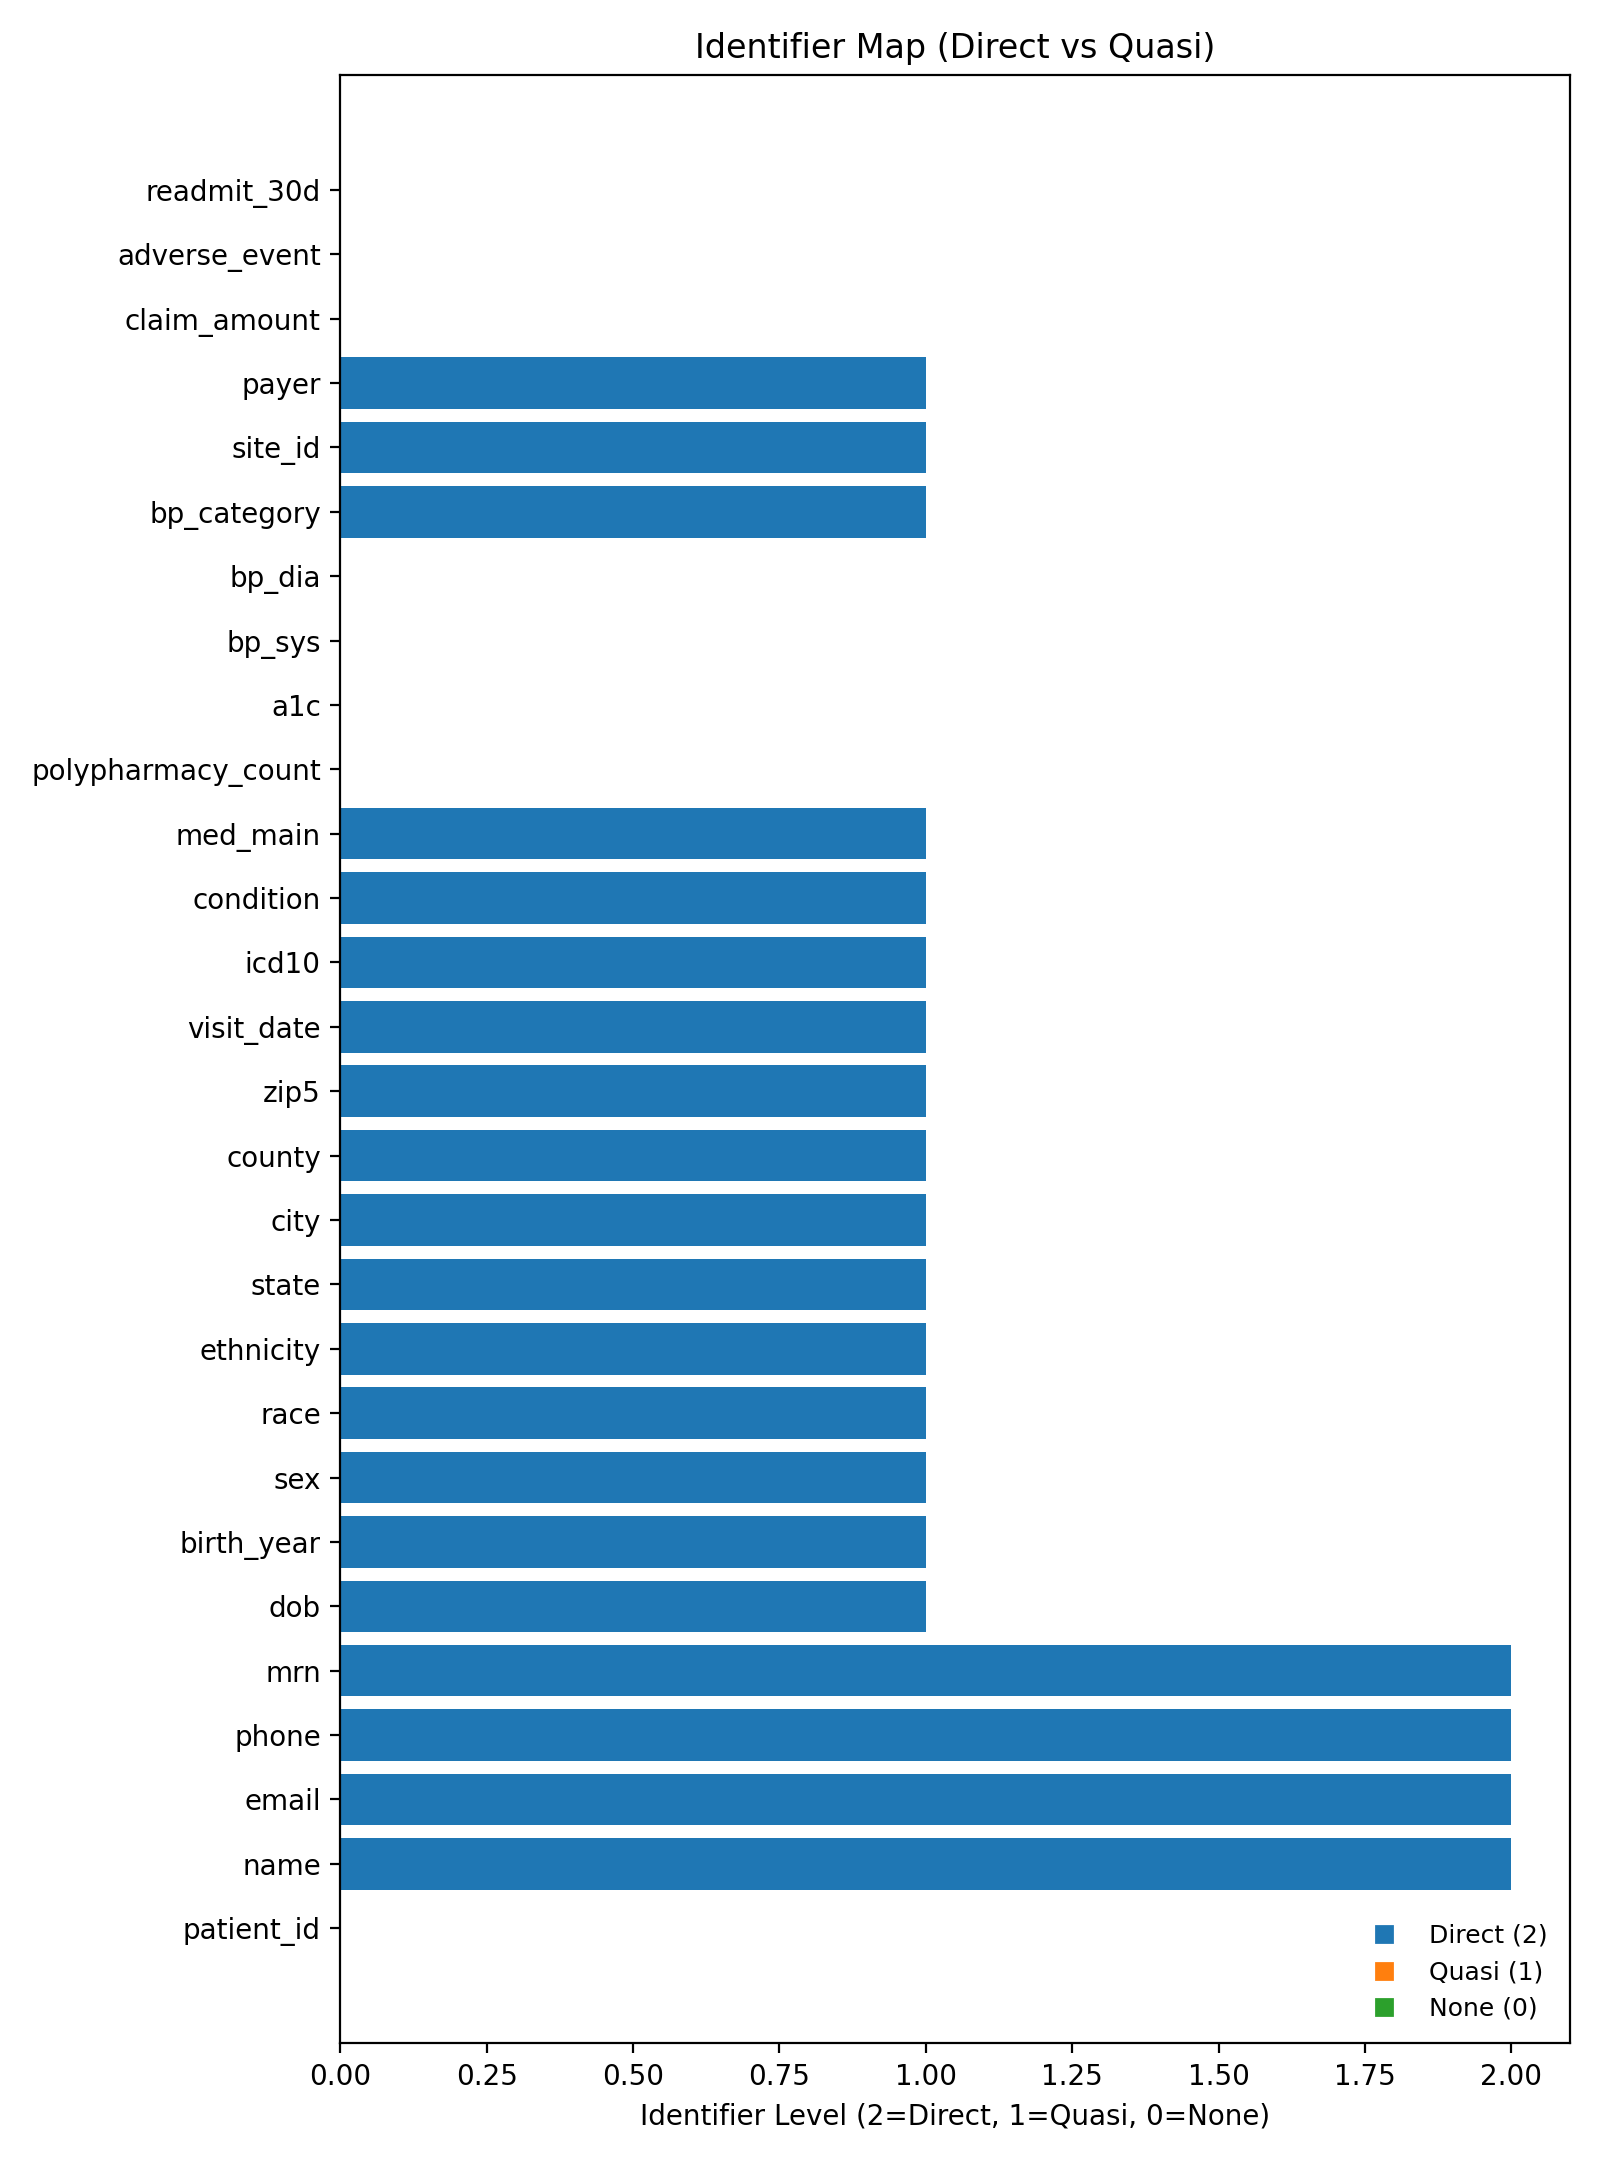 Identifier Map (Direct vs Quasi)
readmit_30d
adverse_event
claim_amount
payer
site_id
bp_category
bp_dia
bp_sys
a1c
polypharmacy_count
med_main
condition
icd10
visit_date
zip5
county
city
state
ethnicity
race
sex
birth_year
dob
mrn
phone
email
name
patient_id
Direct (2)
Quasi (1)
None (0)
0.00 0.25 0.50 0.75 1.00 1.25 1.50 1.75 2.00
Identifier Level (2=Direct, 1=Quasi, 0=None)